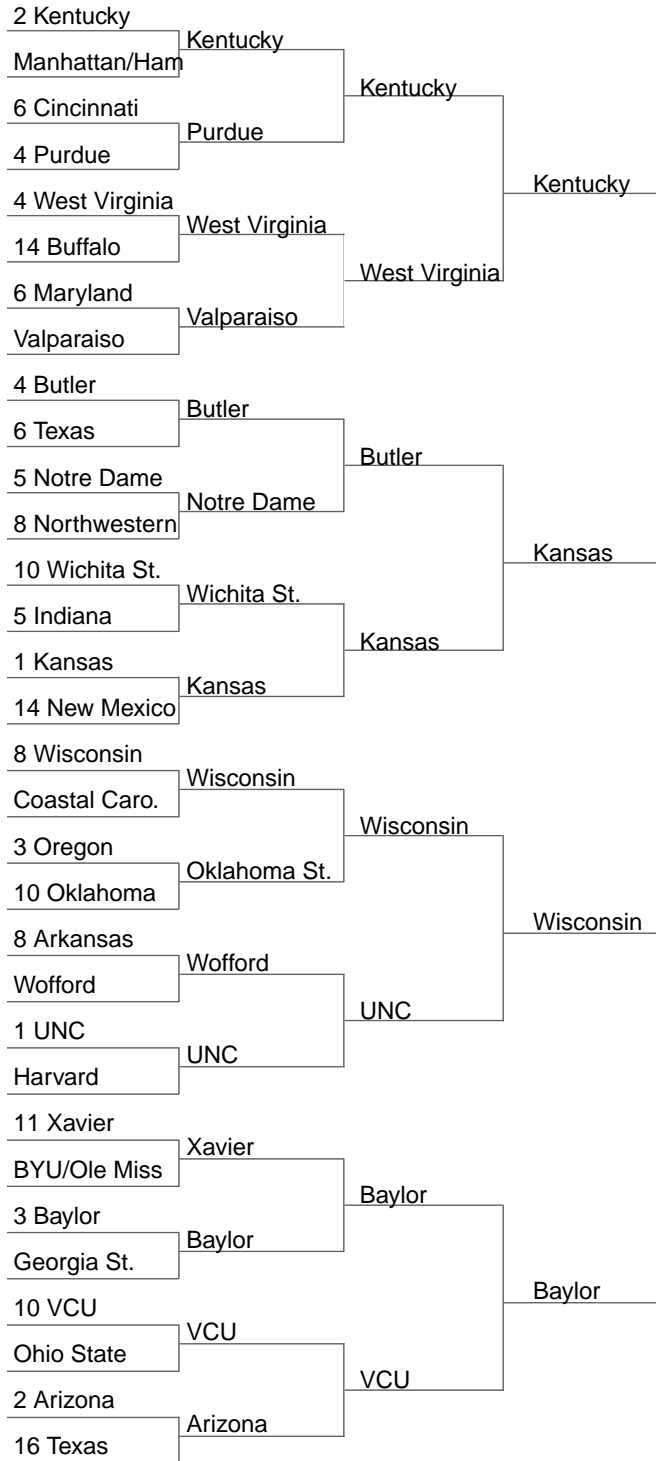 2 Kentucky
Manhattan/Ham
6 Cincinnati
4 Purdue
4 West Virginia
14 Buffalo
6 Maryland
Valparaiso
4 Butler
6 Texas
5 Notre Dame
8 Northwestern
10 Wichita St.
5 Indiana
1 Kansas
14 New Mexico
8 Wisconsin
Coastal Caro.
3 Oregon
10 Oklahoma
8 Arkansas
Wofford
1 UNC
Harvard
11 Xavier
BYU/Ole Miss
3 Baylor
Georgia St.
10 VCU
Ohio State
2 Arizona
16 Texas
Kentucky
Purdue
West Virginia
Valparaiso
Butler
Notre Dame
Wichita St.
Kansas
Wisconsin
Oklahoma St.
Wofford
UNC
Xavier
Baylor
VCU
Arizona
Kentucky
West Virginia
Butler
Kansas
Wisconsin
UNC
Baylor
VCU
Kentucky
Kansas
Wisconsin
Baylor